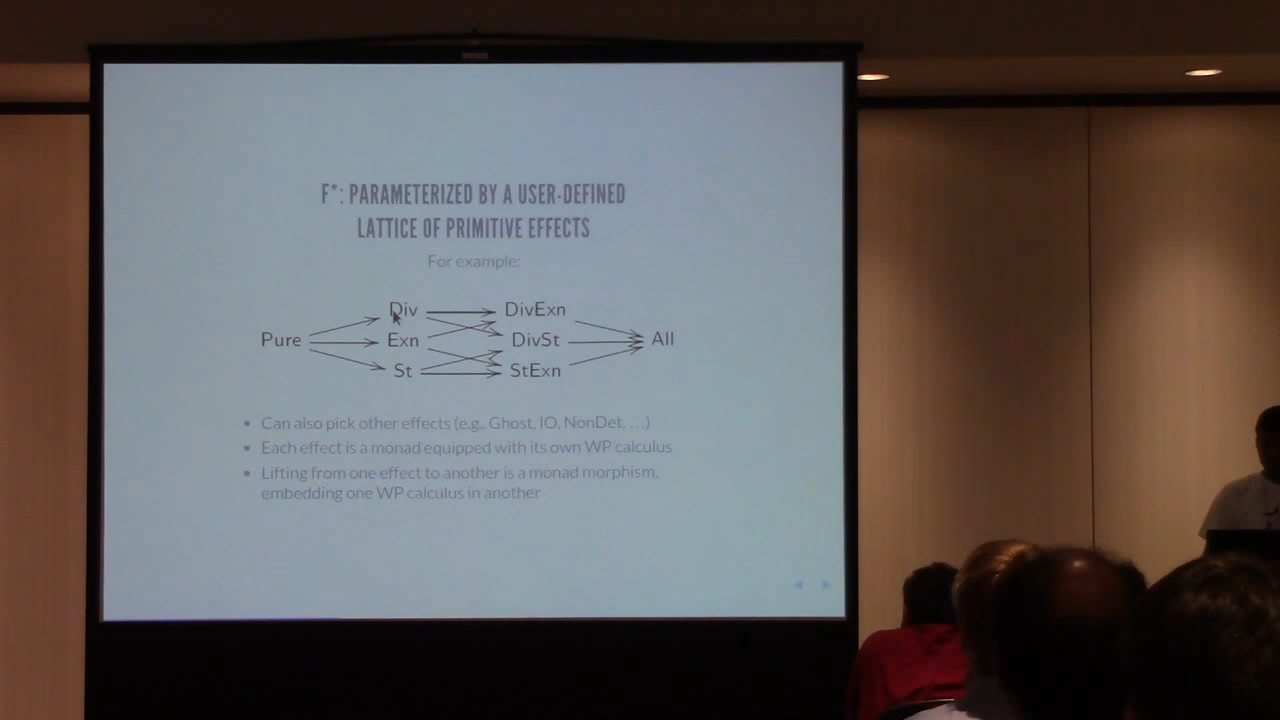 F*: PARAMETERIZED BY A USER-DEFINED
LATTICE OF PRIMITIVE EFFECTS
For example:
Div DivExn
Pure Exn DivSt All
St StExn
• Can also pick other effects (e.g., Ghost, IO, NonDet, ...)
• Each effect is a monad equipped with its own WP calculus
• Lifting from one effect to another is a monad morphism,
embedding one WP calculus in another